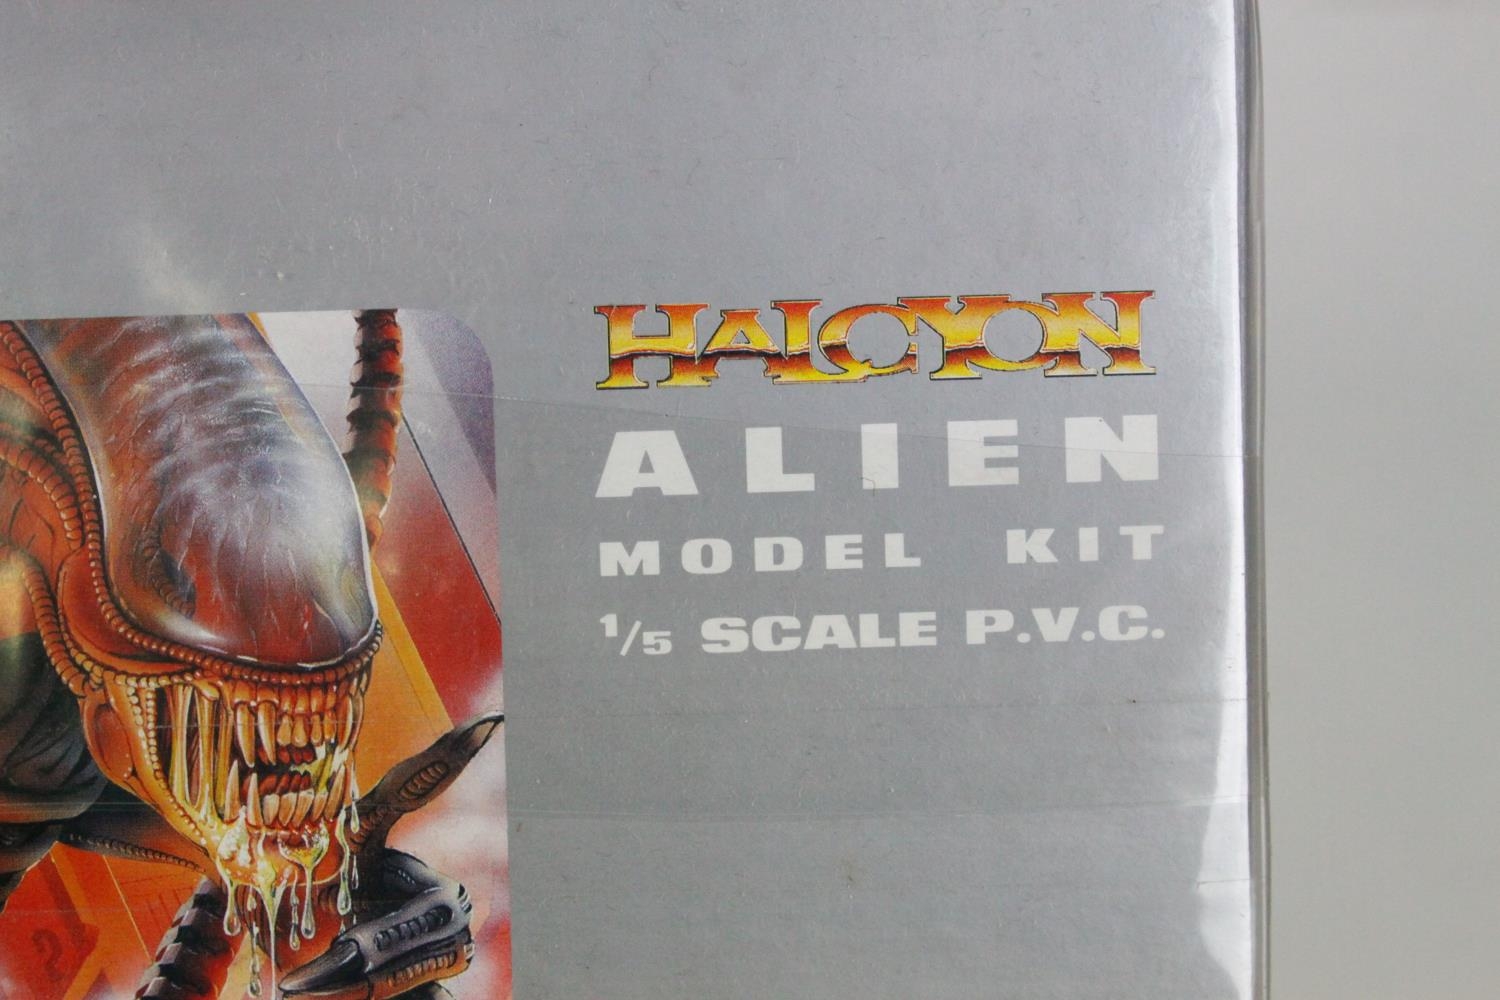 HALCYON
ALIEN
MODEL KIT
1/5 SCALE P.V.C.